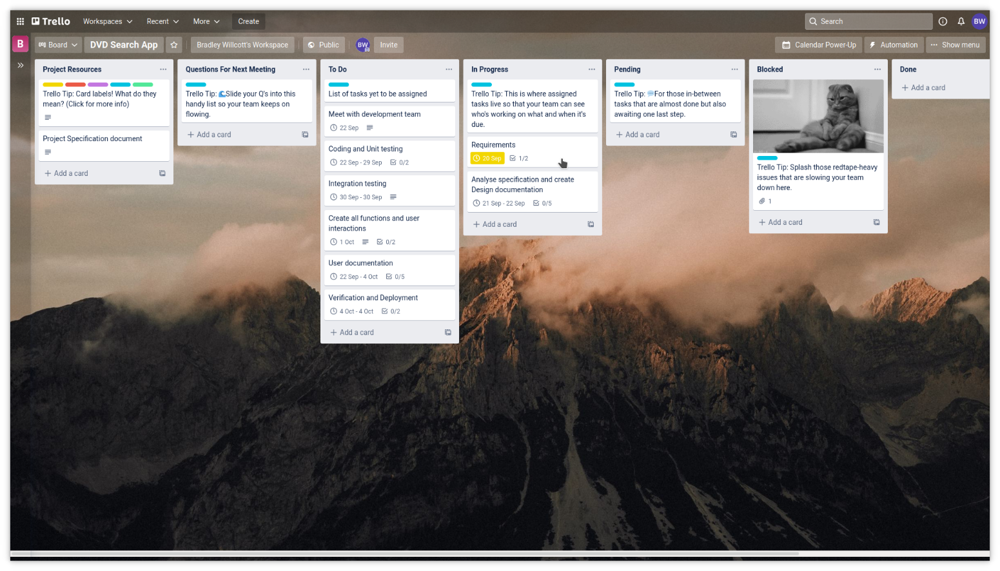 Trello
Workspaces
Recent
More
Create
Search
BW
B
Board
DVD Search App
Bradley Willcott's Workspace
Public
BW
Invite
Calendar Power-Up
Automation
Show menu
Project Resources
Trello Tip: Card labels! What do they
mean? (Click for more info)
Project Specification document
+ Add a card
Questions For Next Meeting
Trello Tip: 🌊Slide your Q's into this
handy list so your team keeps on
flowing.
+ Add a card
To Do
List of tasks yet to be assigned
Meet with development team
22 Sep
Coding and Unit testing
22 Sep - 29 Sep 0/2
Integration testing
30 Sep - 30 Sep
Create all functions and user
interactions
1 Oct 0/2
User documentation
22 Sep - 4 Oct 0/5
Verification and Deployment
4 Oct - 4 Oct 0/2
+ Add a card
In Progress
Trello Tip: This is where assigned
tasks live so that your team can see
who's working on what and when it's
due.
Requirements
20 Sep 1/2
Analyse specification and create
Design documentation
21 Sep - 22 Sep 0/5
+ Add a card
Pending
Trello Tip: 💬For those in-between
tasks that are almost done but also
awaiting one last step.
+ Add a card
Blocked
Trello Tip: Splash those redtape-heavy
issues that are slowing your team
down here.
1
+ Add a card
Done
+ Add a card